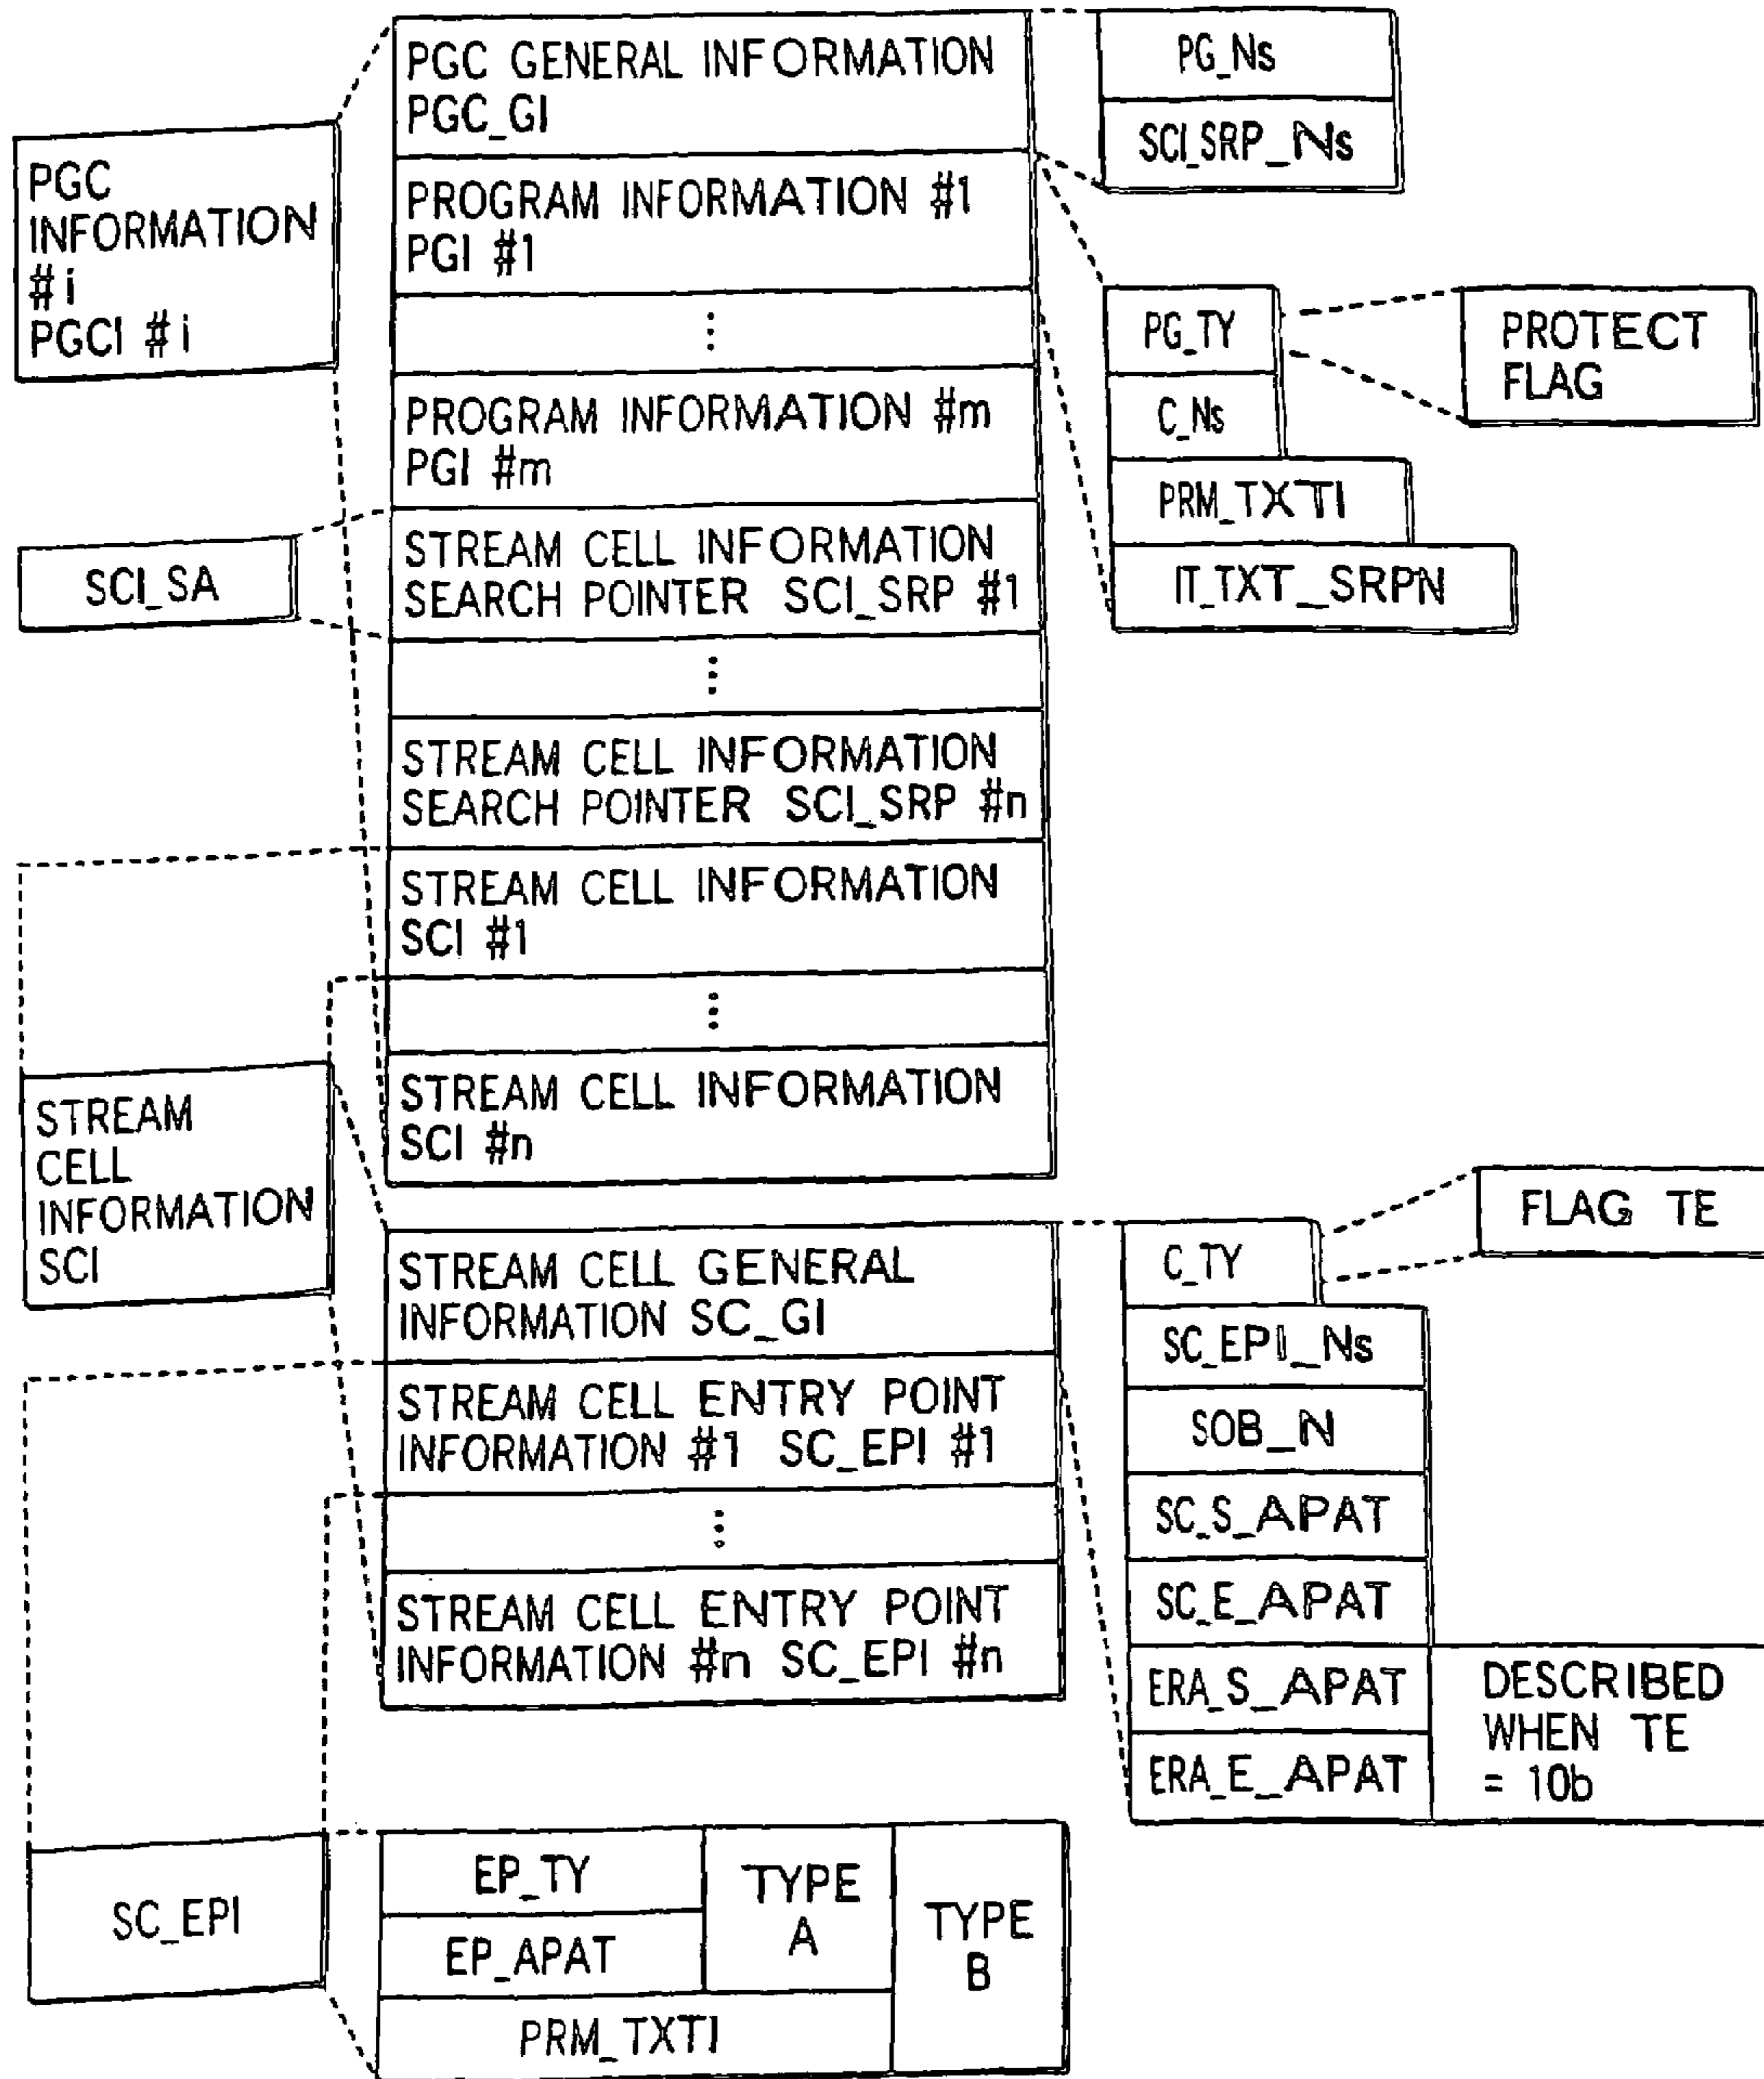 PGC
INFORMATION
# i
PGCI # i
PGC GENERAL INFORMATION
PGC_GI
PROGRAM INFORMATION #1
PGI #1
⋮
PROGRAM INFORMATION #m
PGI #m
STREAM CELL INFORMATION
SEARCH POINTER SCI_SRP #1
⋮
STREAM CELL INFORMATION
SEARCH POINTER SCI_SRP #n
STREAM CELL INFORMATION
SCI #1
⋮
STREAM CELL INFORMATION
SCI #n
PG_Ns
SCI_SRP_Ns
PG_TY
C_Ns
PRM_TXTI
IT_TXT_SRPN
PROTECT
FLAG
SCI_SA
STREAM
CELL
INFORMATION
SCI
STREAM CELL GENERAL
INFORMATION SC_GI
STREAM CELL ENTRY POINT
INFORMATION #1 SC_EPI #1
⋮
STREAM CELL ENTRY POINT
INFORMATION #n SC_EPI #n
C_TY
SC_EPI_Ns
SOB_N
SC_S_APAT
SC_E_APAT
ERA_S_APAT
ERA_E_APAT
FLAG TE
DESCRIBED
WHEN TE
= 10b
SC_EPI
EP_TY
EP_APAT
PRM_TXTI
TYPE
A
TYPE
B